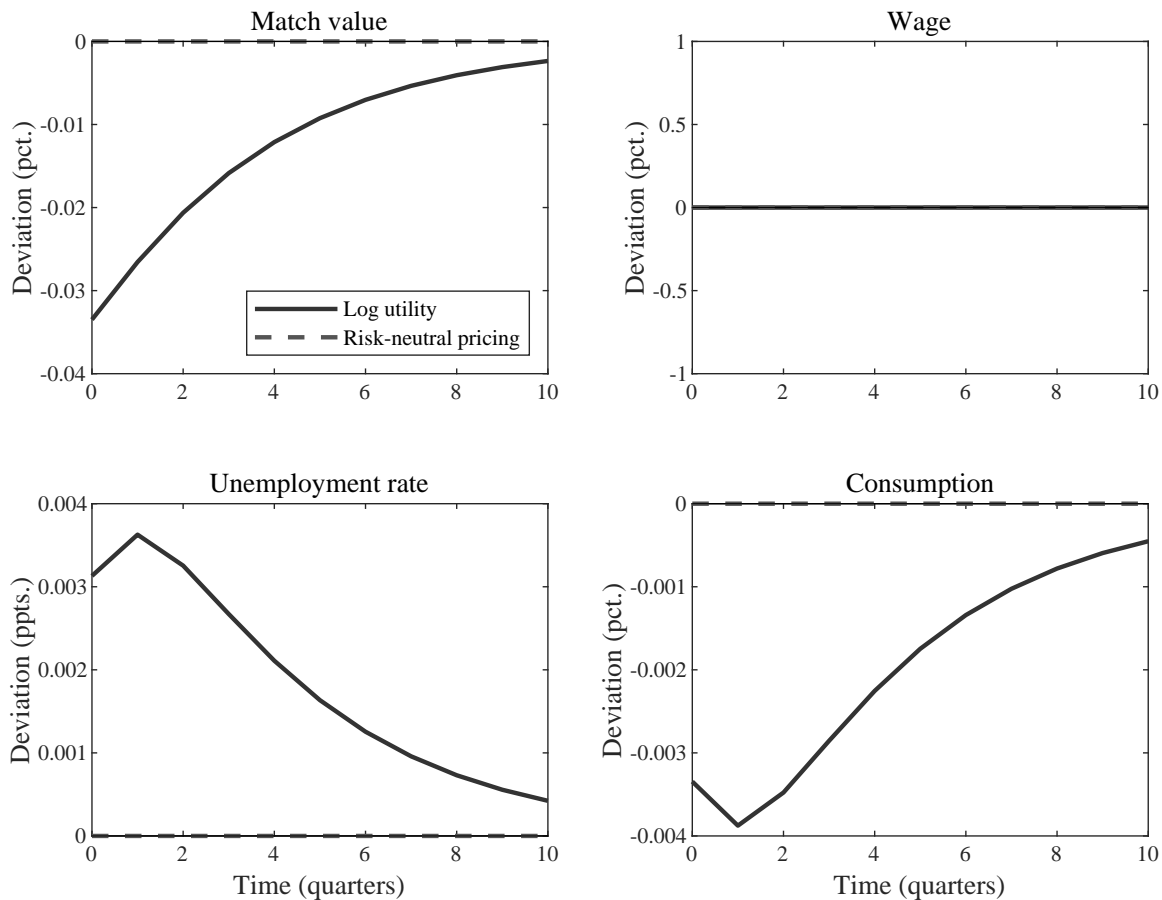 Match value
0
-0.01
-0.02
-0.03
-0.04
Deviation (pct.)
Log utility
Risk-neutral pricing
0 2 4 6 8 10
Wage
1
0.5
0
-0.5
-1
Deviation (pct.)
0 2 4 6 8 10
Unemployment rate
0.004
0.003
0.002
0.001
0
Deviation (ppts.)
0 2 4 6 8 10
Time (quarters)
Consumption
0
-0.001
-0.002
-0.003
-0.004
Deviation (pct.)
0 2 4 6 8 10
Time (quarters)